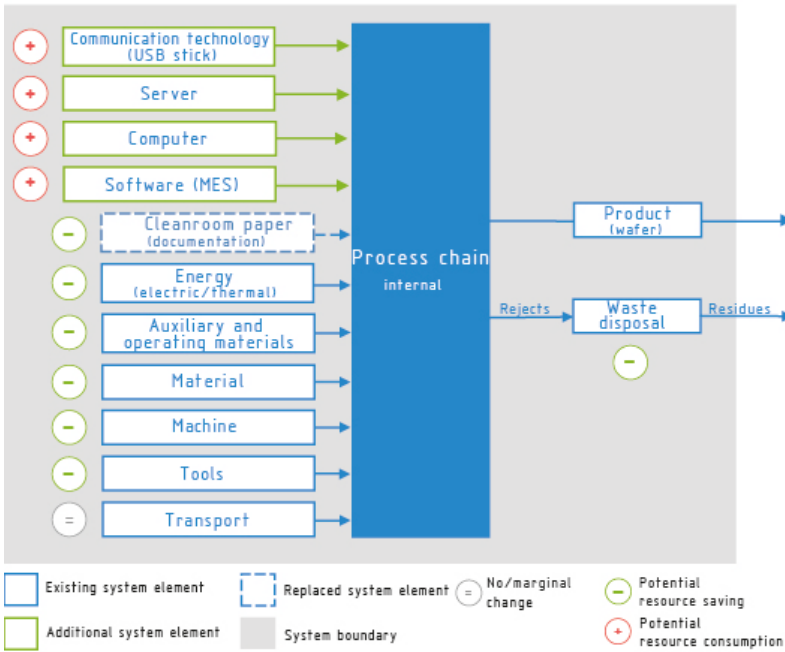 + Communication technology
(USB stick)
+ Server
+ Computer
+ Software (MES)
− Cleanroom paper
(documentation)
− Energy
(electric/thermal)
− Auxiliary and
operating materials
− Material
− Machine
− Tools
= Transport
Process chain
internal
Product
(wafer)
Rejects
Waste
disposal
Residues
−
Existing system element
Additional system element
Replaced system element
System boundary
= No/marginal
change
− Potential
resource saving
+ Potential
resource consumption